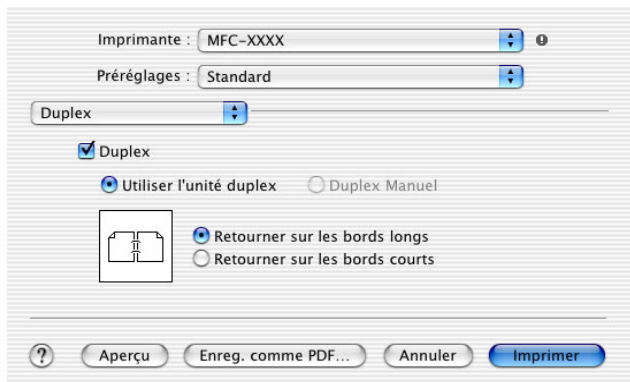 Imprimante : MFC-XXXX
Préréglages : Standard
Duplex
Duplex
Utiliser l'unité duplex Duplex Manuel
Retourner sur les bords longs
Retourner sur les bords courts
? Aperçu Enreg. comme PDF... Annuler Imprimer